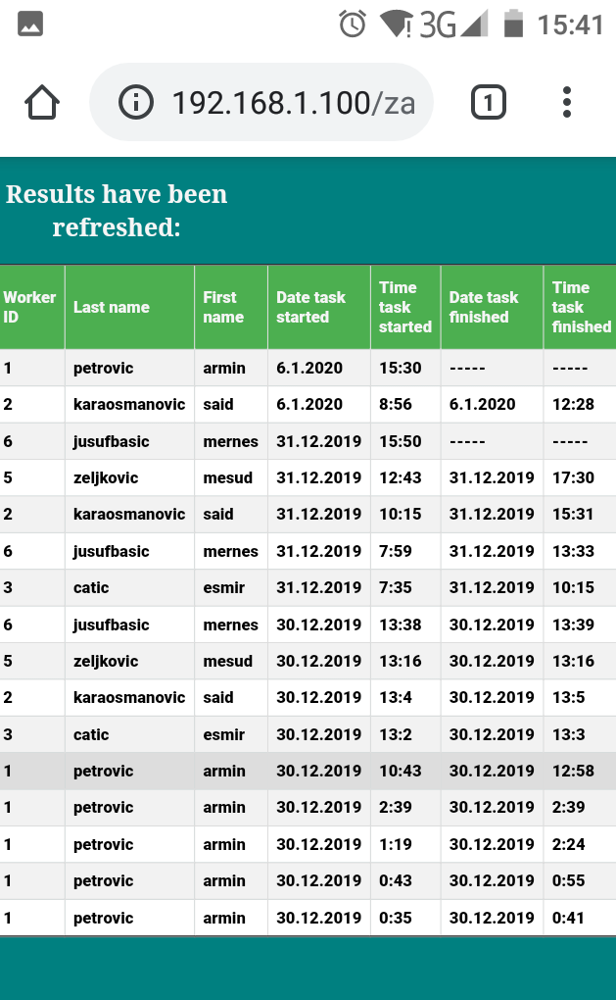 3G 15:41
192.168.1.100/za 1
Results have been
refreshed:
Worker ID Last name First name Date task started Time task started Date task finished Time task finished
1 petrovic armin 6.1.2020 15:30 ----- -----
2 karaosmanovic said 6.1.2020 8:56 6.1.2020 12:28
6 jusufbasic mernes 31.12.2019 15:50 ----- -----
5 zeljkovic mesud 31.12.2019 12:43 31.12.2019 17:30
2 karaosmanovic said 31.12.2019 10:15 31.12.2019 15:31
6 jusufbasic mernes 31.12.2019 7:59 31.12.2019 13:33
3 catic esmir 31.12.2019 7:35 31.12.2019 10:15
6 jusufbasic mernes 30.12.2019 13:38 30.12.2019 13:39
5 zeljkovic mesud 30.12.2019 13:16 30.12.2019 13:16
2 karaosmanovic said 30.12.2019 13:4 30.12.2019 13:5
3 catic esmir 30.12.2019 13:2 30.12.2019 13:3
1 petrovic armin 30.12.2019 10:43 30.12.2019 12:58
1 petrovic armin 30.12.2019 2:39 30.12.2019 2:39
1 petrovic armin 30.12.2019 1:19 30.12.2019 2:24
1 petrovic armin 30.12.2019 0:43 30.12.2019 0:55
1 petrovic armin 30.12.2019 0:35 30.12.2019 0:41